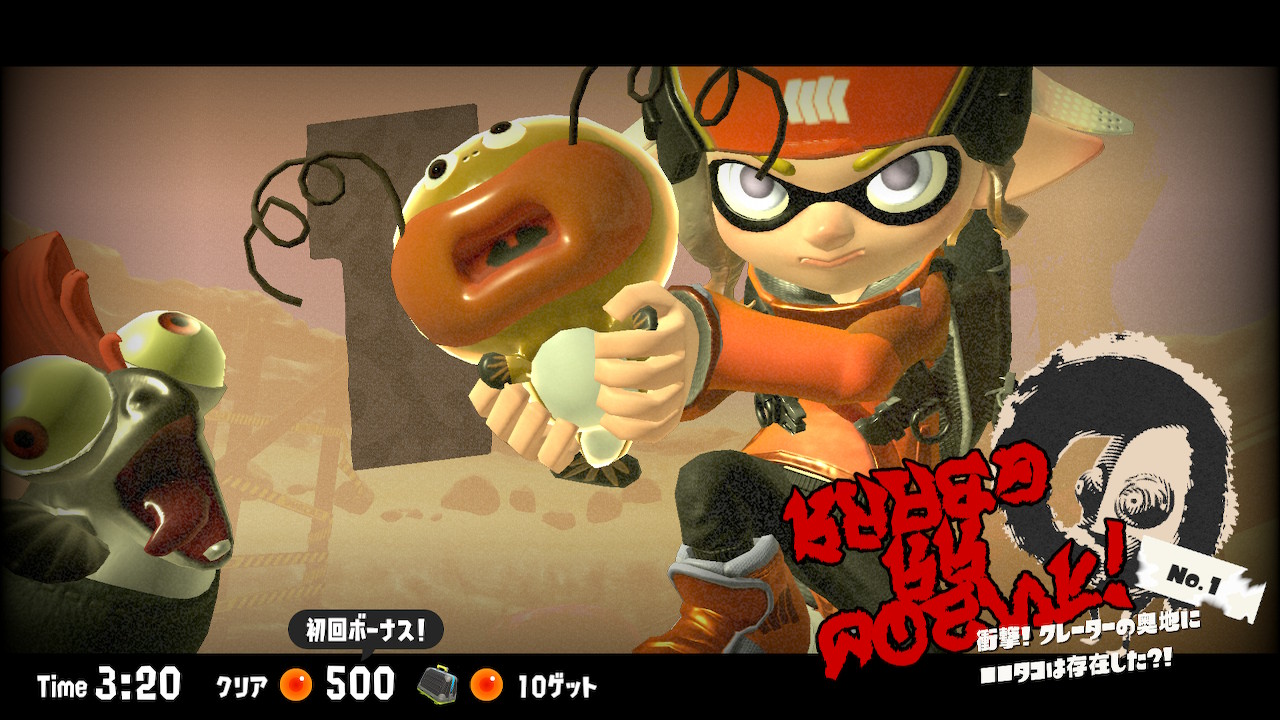 No.1
衝撃! クレーターの奥地に
■■タコは存在した?!
初回ボーナス!
Time 3:20 クリア 500 10ゲット